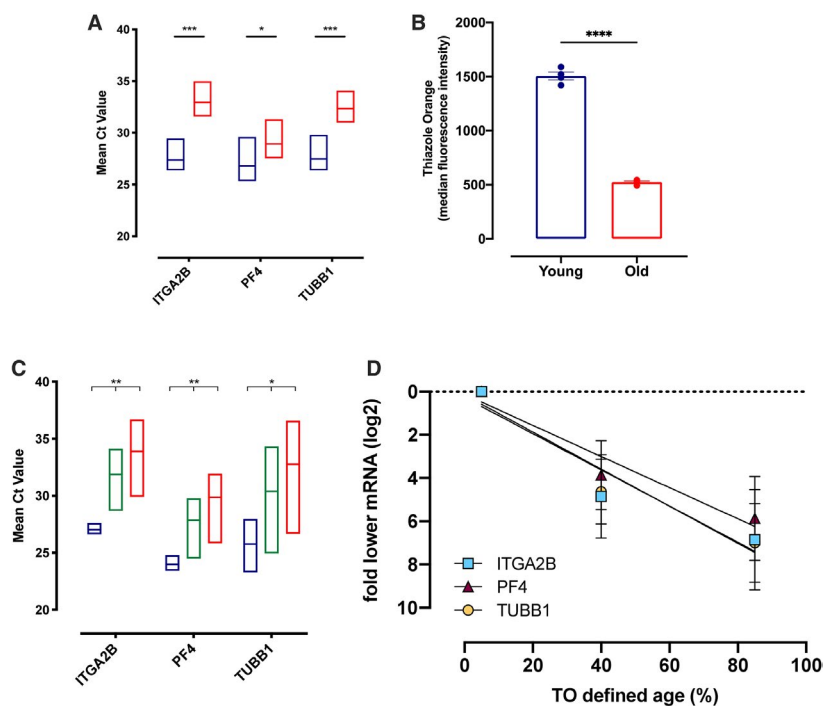 A
Mean Ct Value
40
35
30
25
20
***
*
***
ITGA2B
PF4
TUBB1
B
Thiazole Orange
(median fluorescence intensity)
2000
1500
1000
500
0
****
Young
Old
C
Mean Ct Value
40
35
30
25
20
**
**
*
ITGA2B
PF4
TUBB1
D
fold lower mRNA (log2)
0
2
4
6
8
10
ITGA2B
PF4
TUBB1
0 20 40 60 80 100
TO defined age (%)